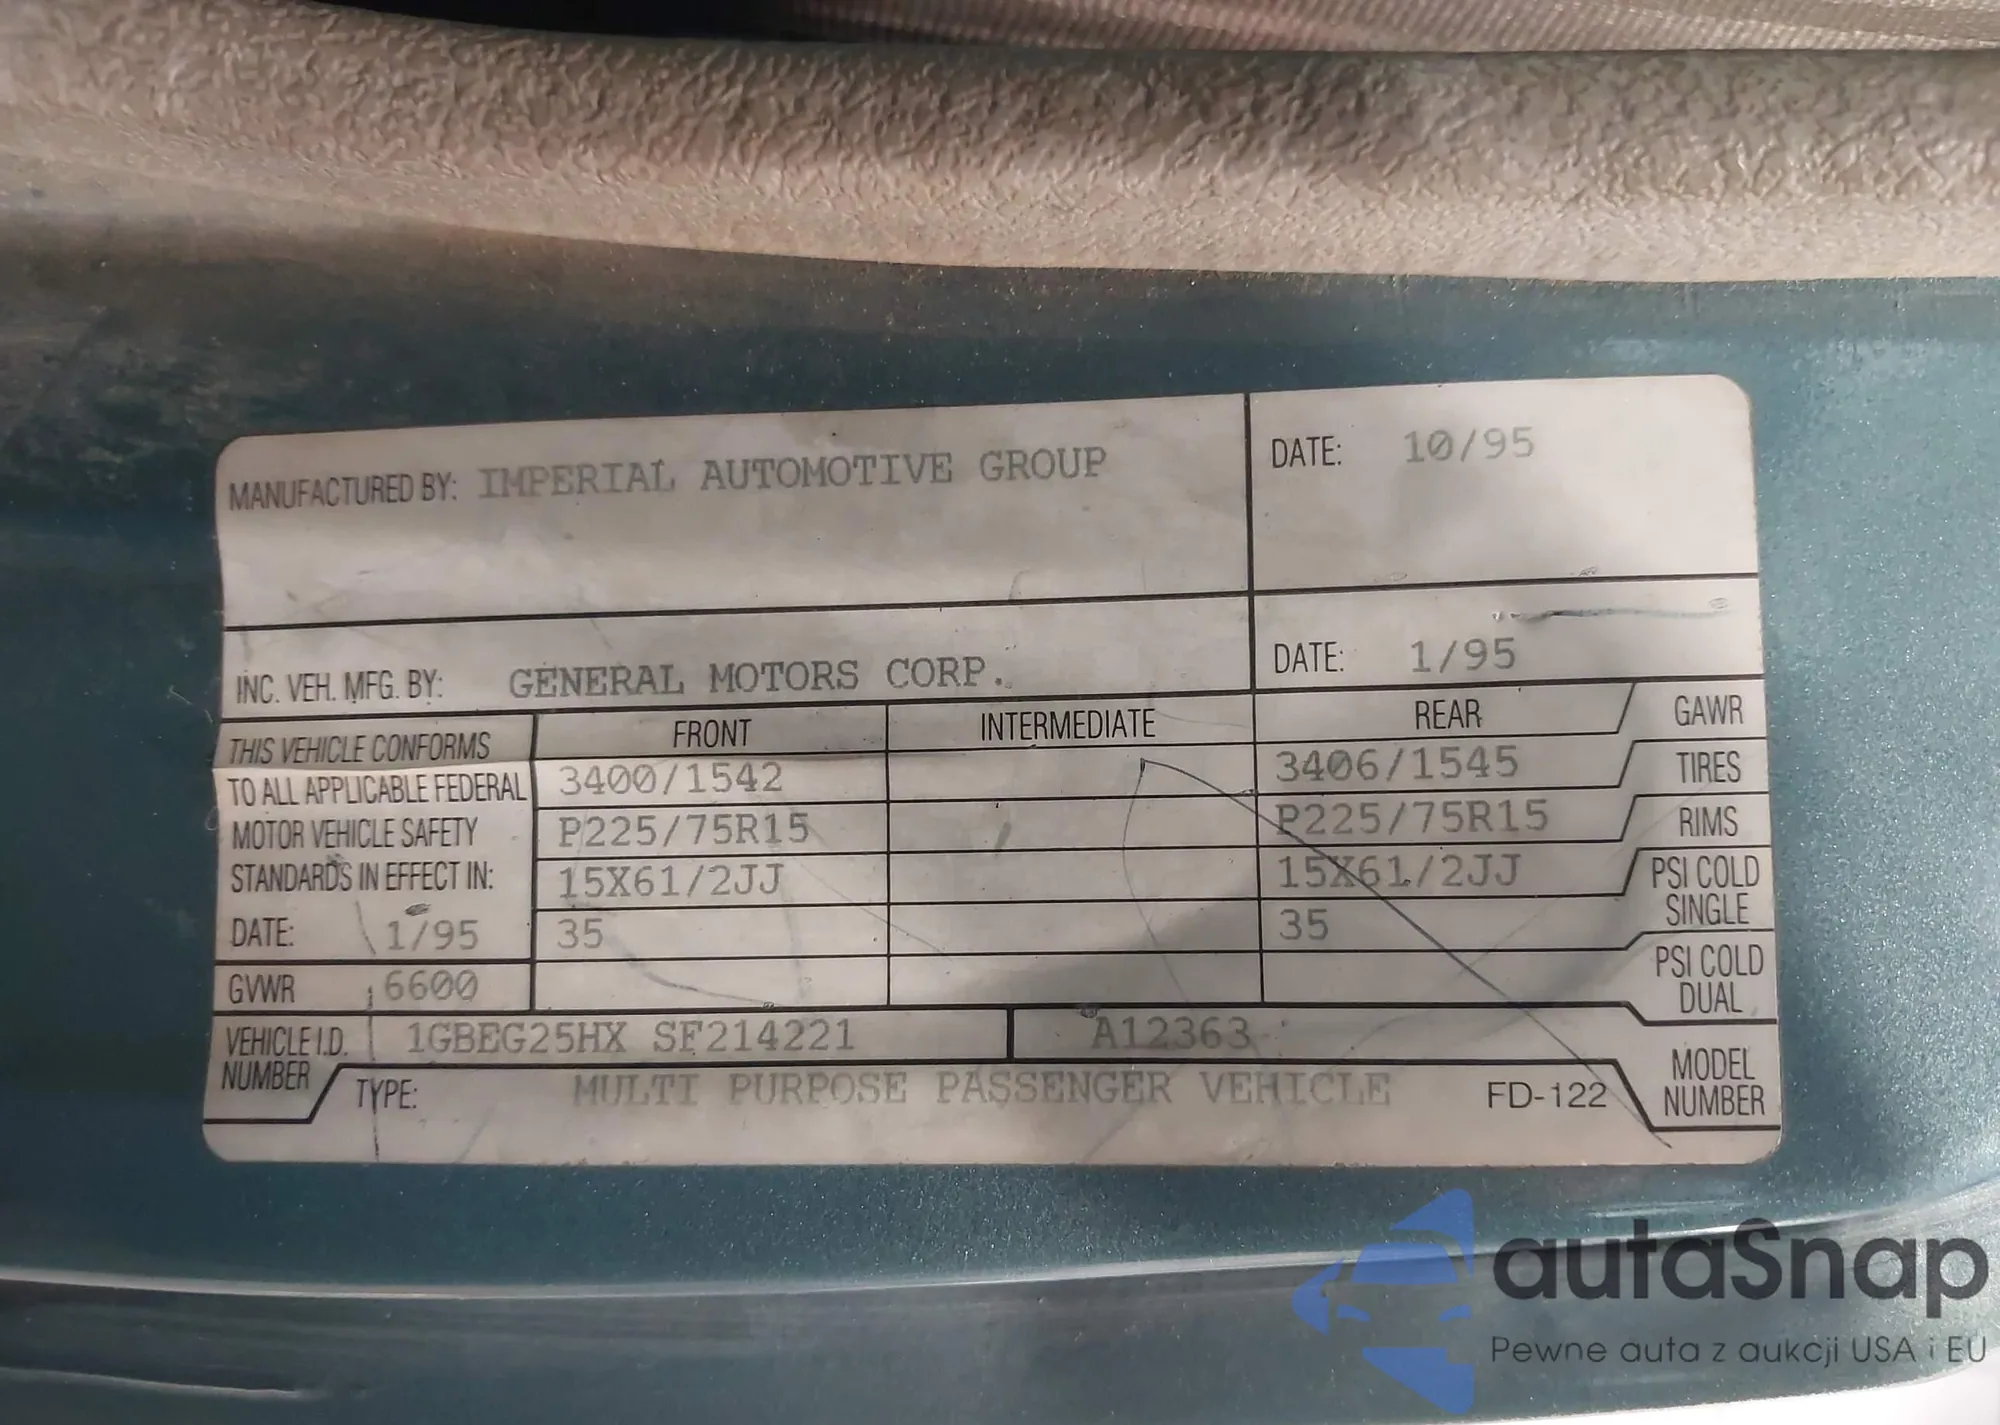 MANUFACTURED BY: IMPERIAL AUTOMOTIVE GROUP
DATE: 10/95
INC. VEH. MFG. BY: GENERAL MOTORS CORP.
DATE: 1/95
THIS VEHICLE CONFORMS
TO ALL APPLICABLE FEDERAL
MOTOR VEHICLE SAFETY
STANDARDS IN EFFECT IN:
DATE: 1/95
GVWR 6600
FRONT INTERMEDIATE REAR GAWR
3400/1542 3406/1545 TIRES
P225/75R15 P225/75R15 RIMS
15X61/2JJ 15X61/2JJ PSI COLD
SINGLE
35 35 PSI COLD
DUAL
VEHICLE I.D.
NUMBER
1GBEG25HX SF214221 A12363
MODEL
NUMBER
TYPE: MULTI PURPOSE PASSENGER VEHICLE FD-122
autaSnap
Pewne auta z aukcji USA i EU